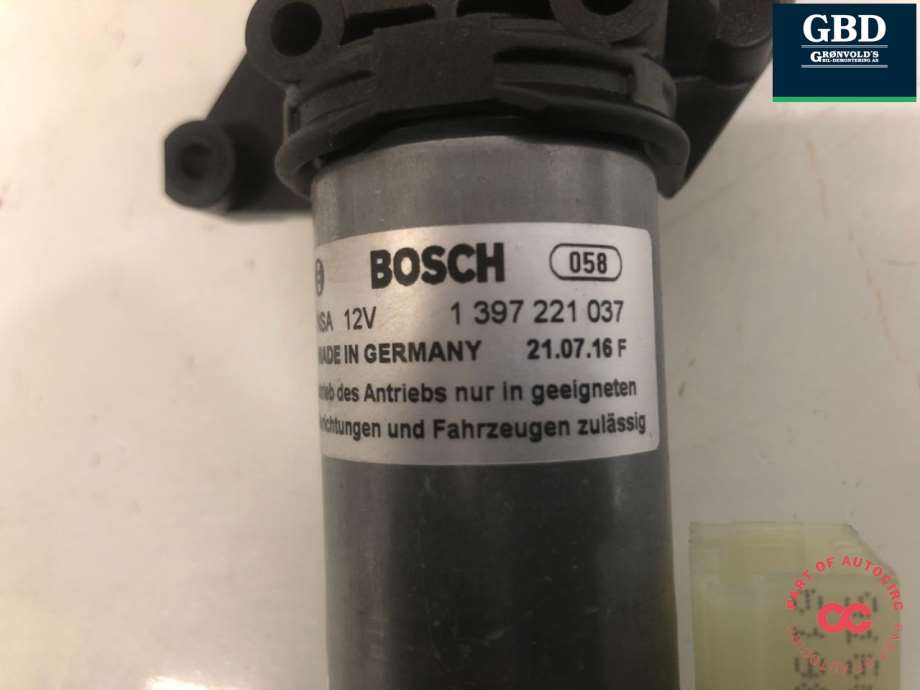 GBD
GRØNVOLD'S
BIL-DEMONTERING AS
BOSCH 058
12V 1 397 221 037
MADE IN GERMANY 21.07.16 F
des Antriebs nur in geeigneten
und Fahrzeugen zulässig
PART OF AUTOCIRC
CC